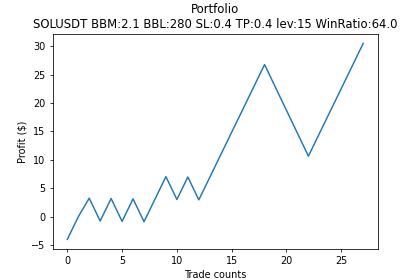 Portfolio
SOLUSDT BBM:2.1 BBL:280 SL:0.4 TP:0.4 lev:15 WinRatio:64.0
30
25
20
15
10
5
0
−5
Profit ($)
0 5 10 15 20 25
Trade counts